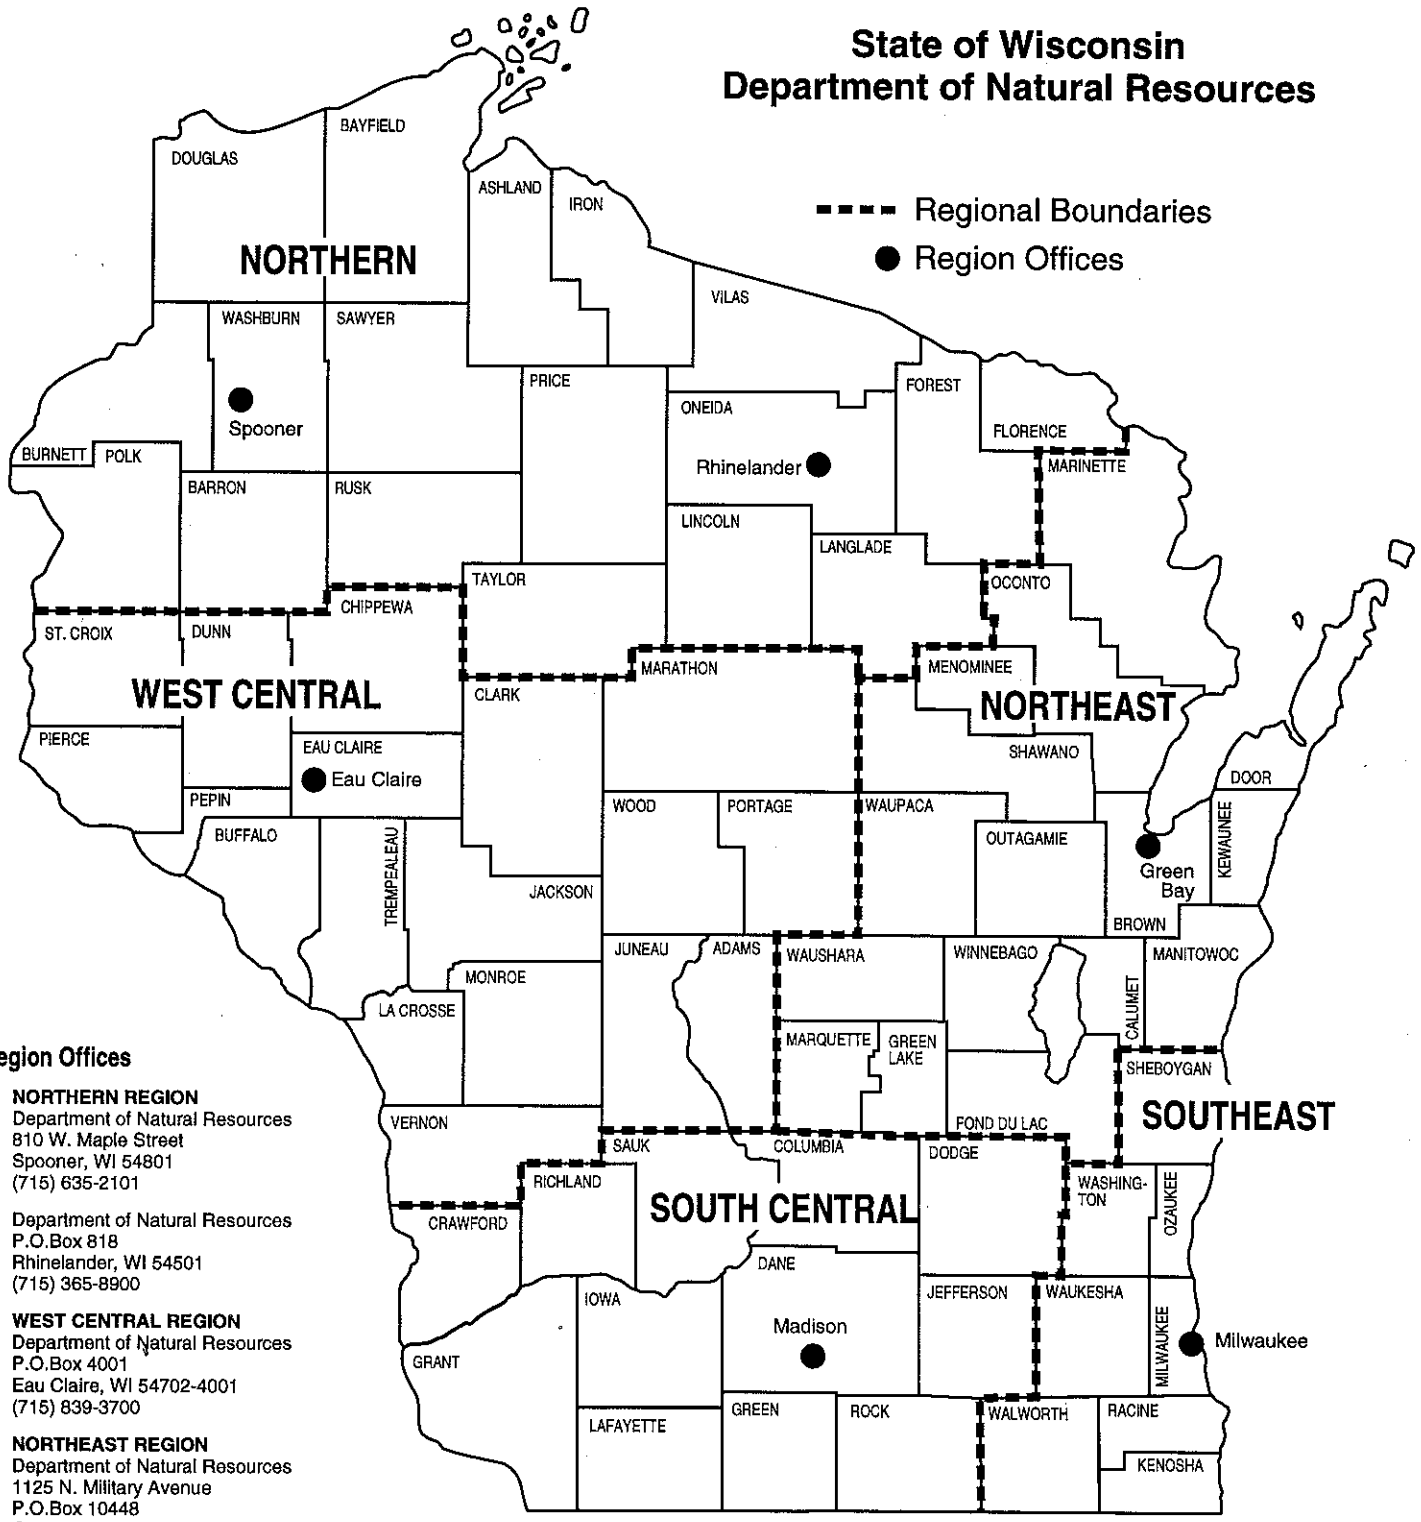 State of Wisconsin
Department of Natural Resources
Regional Boundaries
Region Offices
BAYFIELD
DOUGLAS
ASHLAND
IRON
NORTHERN
VILAS
WASHBURN
SAWYER
PRICE
FOREST
ONEIDA
Spooner
FLORENCE
BURNETT
POLK
Rhinelander
MARINETTE
BARRON
RUSK
LINCOLN
LANGLADE
TAYLOR
OCONTO
CHIPPEWA
ST. CROIX
DUNN
MARATHON
MENOMINEE
WEST CENTRAL
CLARK
NORTHEAST
PIERCE
EAU CLAIRE
SHAWANO
Eau Claire
DOOR
PEPIN
WOOD
PORTAGE
WAUPACA
BUFFALO
TREMPEALEAU
OUTAGAMIE
KEWAUNEE
Green
Bay
JACKSON
BROWN
JUNEAU
ADAMS
WAUSHARA
WINNEBAGO
MANITOWOC
MONROE
LA CROSSE
CALUMET
MARQUETTE
GREEN
LAKE
SHEBOYGAN
VERNON
FOND DU LAC
SOUTHEAST
SAUK
COLUMBIA
DODGE
RICHLAND
WASHING-
TON
OZAUKEE
SOUTH CENTRAL
CRAWFORD
DANE
IOWA
JEFFERSON
WAUKESHA
Madison
MILWAUKEE
Milwaukee
GRANT
GREEN
ROCK
WALWORTH
RACINE
LAFAYETTE
KENOSHA
egion Offices
NORTHERN REGION
Department of Natural Resources
810 W. Maple Street
Spooner, WI 54801
(715) 635-2101
Department of Natural Resources
P.O.Box 818
Rhinelander, WI 54501
(715) 365-8900
WEST CENTRAL REGION
Department of Natural Resources
P.O.Box 4001
Eau Claire, WI 54702-4001
(715) 839-3700
NORTHEAST REGION
Department of Natural Resources
1125 N. Military Avenue
P.O.Box 10448